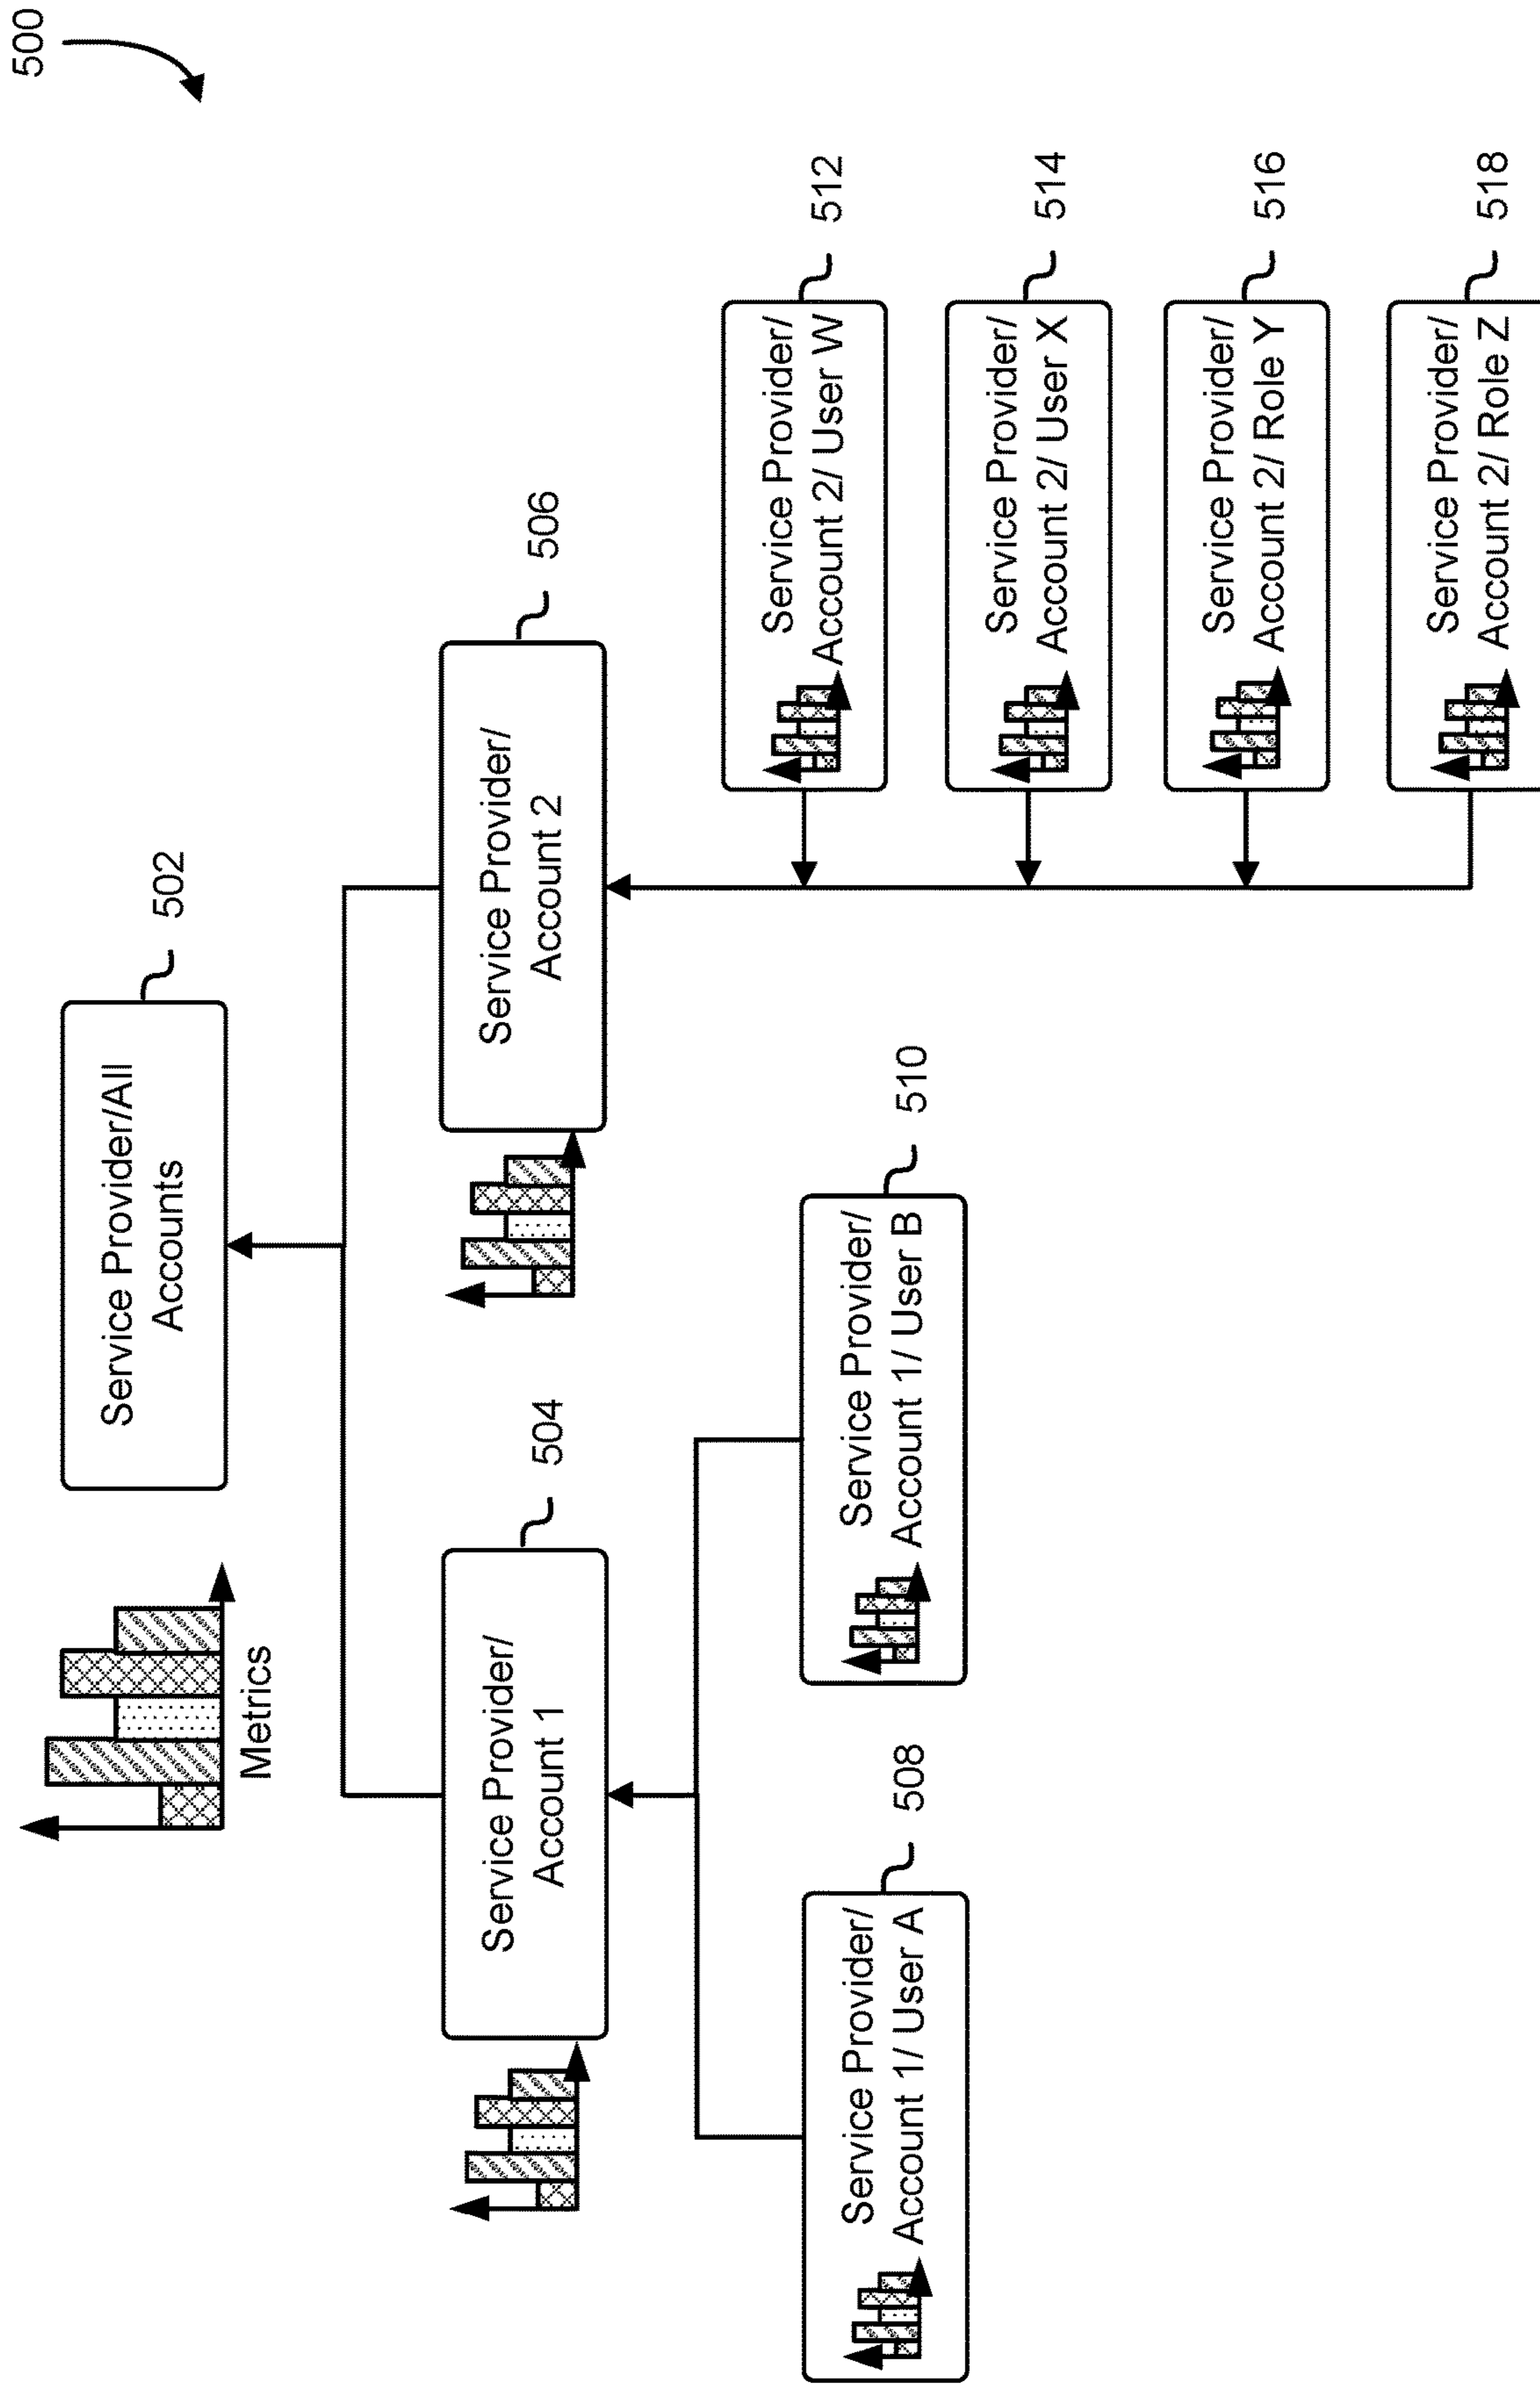 500
Service Provider/All
Accounts
502
Metrics
Service Provider/
Account 1
504
Service Provider/
Account 2
506
Service Provider/
Account 1/ User A
508
Service Provider/
Account 1/ User B
510
Service Provider/
Account 2/ User W
512
Service Provider/
Account 2/ User X
514
Service Provider/
Account 2/ Role Y
516
Service Provider/
Account 2/ Role Z
518